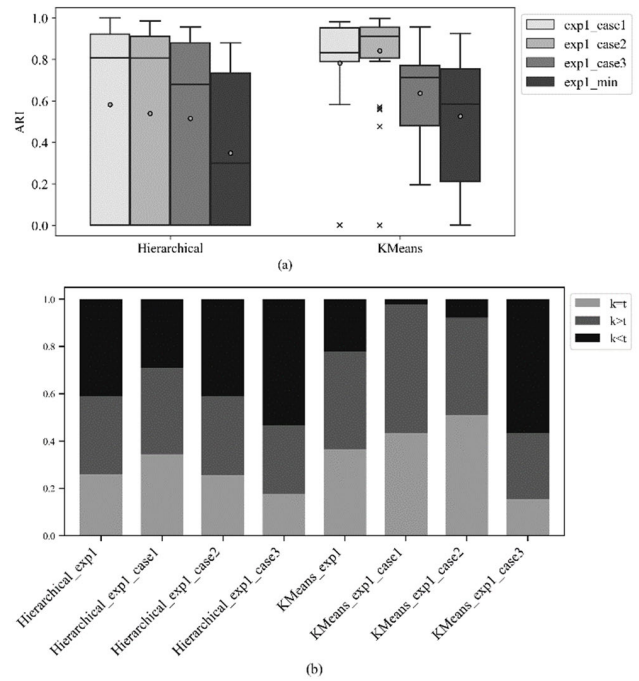 1.0
0.8
0.6
0.4
0.2
0.0
ARI
Hierarchical
KMeans
exp1_case1
exp1_case2
exp1_case3
exp1_min
(a)
1.0
0.8
0.6
0.4
0.2
0.0
k=t
k>t
k<t
Hierarchical_exp1
Hierarchical_exp1_case1
Hierarchical_exp1_case2
Hierarchical_exp1_case3
KMeans_exp1
KMeans_exp1_case1
KMeans_exp1_case2
KMeans_exp1_case3
(b)